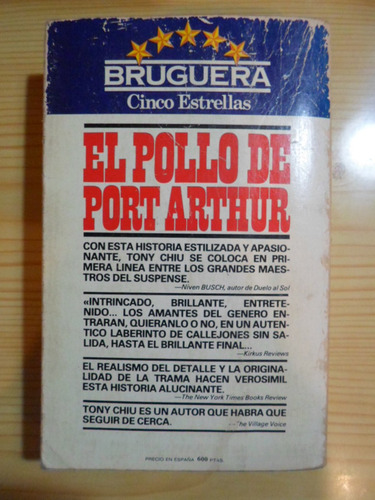 BRUGUERA
Cinco Estrellas
EL POLLO DE
PORT ARTHUR
CON ESTA HISTORIA ESTILIZADA Y APASIO-
NANTE, TONY CHIU SE COLOCA EN PRI-
MERA LINEA ENTRE LOS GRANDES MAES-
TROS DEL SUSPENSE.
—Niven BUSCH, autor de Duelo al Sol
«INTRINCADO, BRILLANTE, ENTRETE-
NIDO... LOS AMANTES DEL GENERO EN-
TRARAN, QUIERANLO O NO, EN UN AUTEN-
TICO LABERINTO DE CALLEJONES SIN SA-
LIDA, HASTA EL BRILLANTE FINAL...»
—Kirkus Reviews
EL REALISMO DEL DETALLE Y LA ORIGINA-
LIDAD DE LA TRAMA HACEN VEROSIMIL
ESTA HISTORIA ALUCINANTE.
—The New York Times Books Review
TONY CHIU ES UN AUTOR QUE HABRA QUE
SEGUIR DE CERCA.
—The Village Voice
PRECIO EN ESPAÑA 600 PTAS.